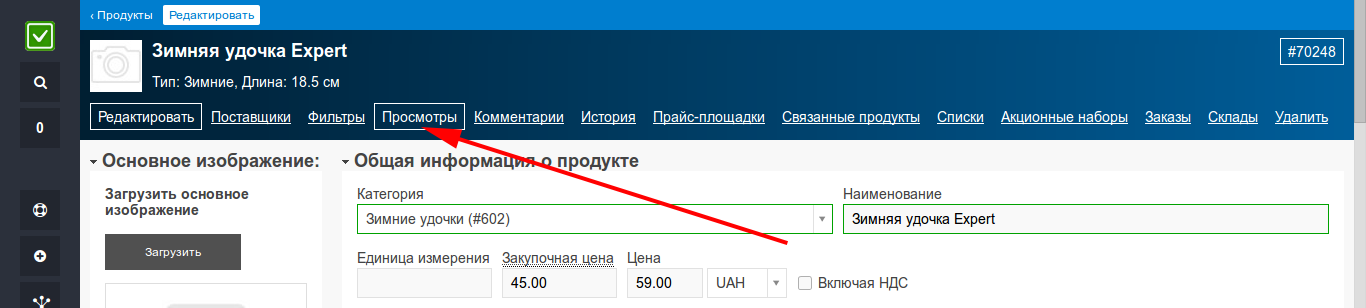 ‹ Продукты Редактировать
Зимняя удочка Expert
#70248
Тип: Зимние, Длина: 18.5 см
0
Редактировать Поставщики Фильтры Просмотры Комментарии История Прайс-площадки Связанные продукты Списки Акционные наборы Заказы Склады Удалить
Основное изображение:
Загрузить основное
изображение
Загрузить
Общая информация о продукте
Категория Наименование
Зимние удочки (#602) Зимняя удочка Expert
Единица измерения Закупочная цена Цена
45.00 59.00 UAH Включая НДС